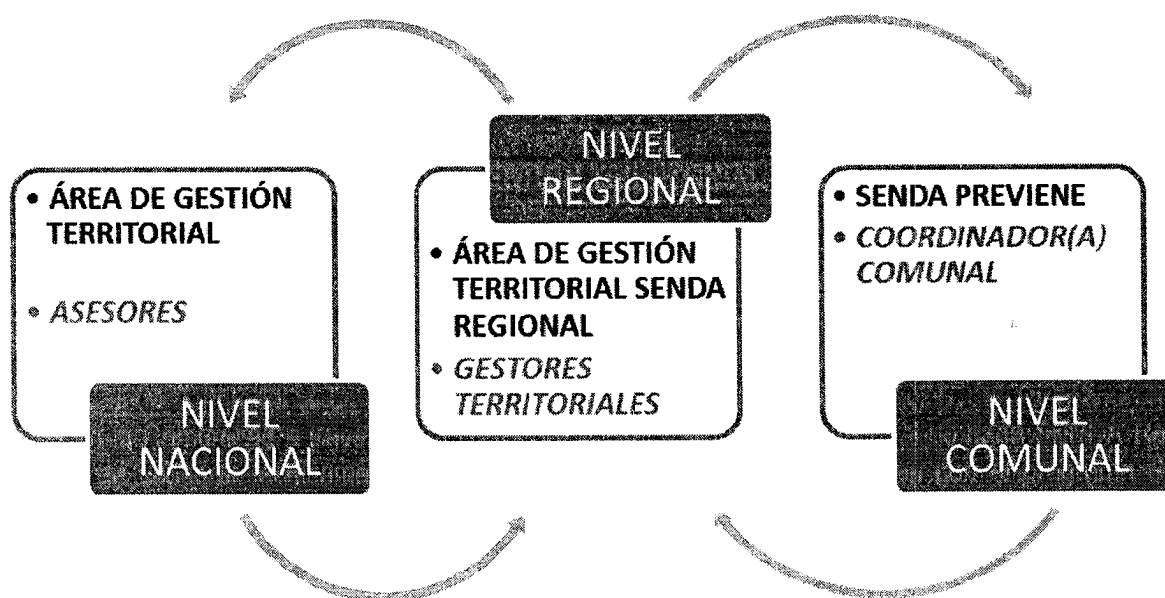 • ÁREA DE GESTIÓN
TERRITORIAL
• ASESORES
NIVEL
NACIONAL
NIVEL
REGIONAL
• ÁREA DE GESTIÓN
TERRITORIAL SENDA
REGIONAL
• GESTORES
TERRITORIALES
• SENDA PREVIENE
• COORDINADOR(A)
COMUNAL
NIVEL
COMUNAL